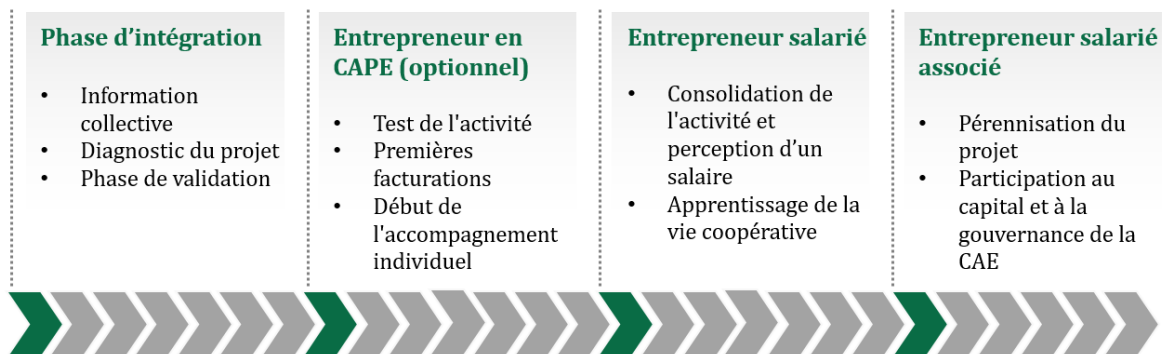 Phase d'intégration
• Information
collective
• Diagnostic du projet
• Phase de validation
Entrepreneur en
CAPE (optionnel)
• Test de l'activité
• Premières
facturations
• Début de
l'accompagnement
individuel
Entrepreneur salarié
• Consolidation de
l'activité et
perception d'un
salaire
• Apprentissage de la
vie coopérative
Entrepreneur salarié
associé
• Pérennisation du
projet
• Participation au
capital et à la
gouvernance de la
CAE